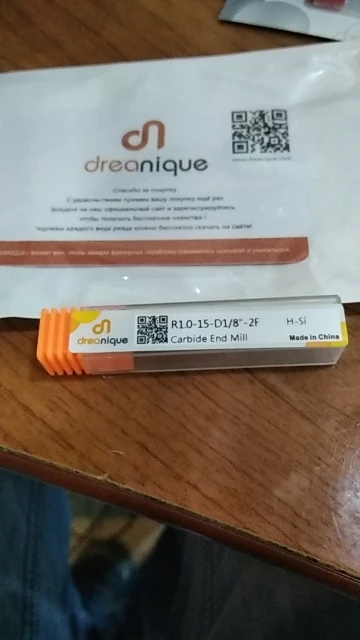 dreanique
www.dreanique.com
Спасибо за покупку
С удовольствием примем вашу покупку ещё раз
Войдите на наш официальный сайт и зарегистрируйтесь,
чтобы получить бесплатное членство !
Чертежи каждого вида резца можно бесплатно скачать на сайте!
dreanique
R1.0-15-D1/8"-2F
H-Si
Carbide End Mill
Made in China